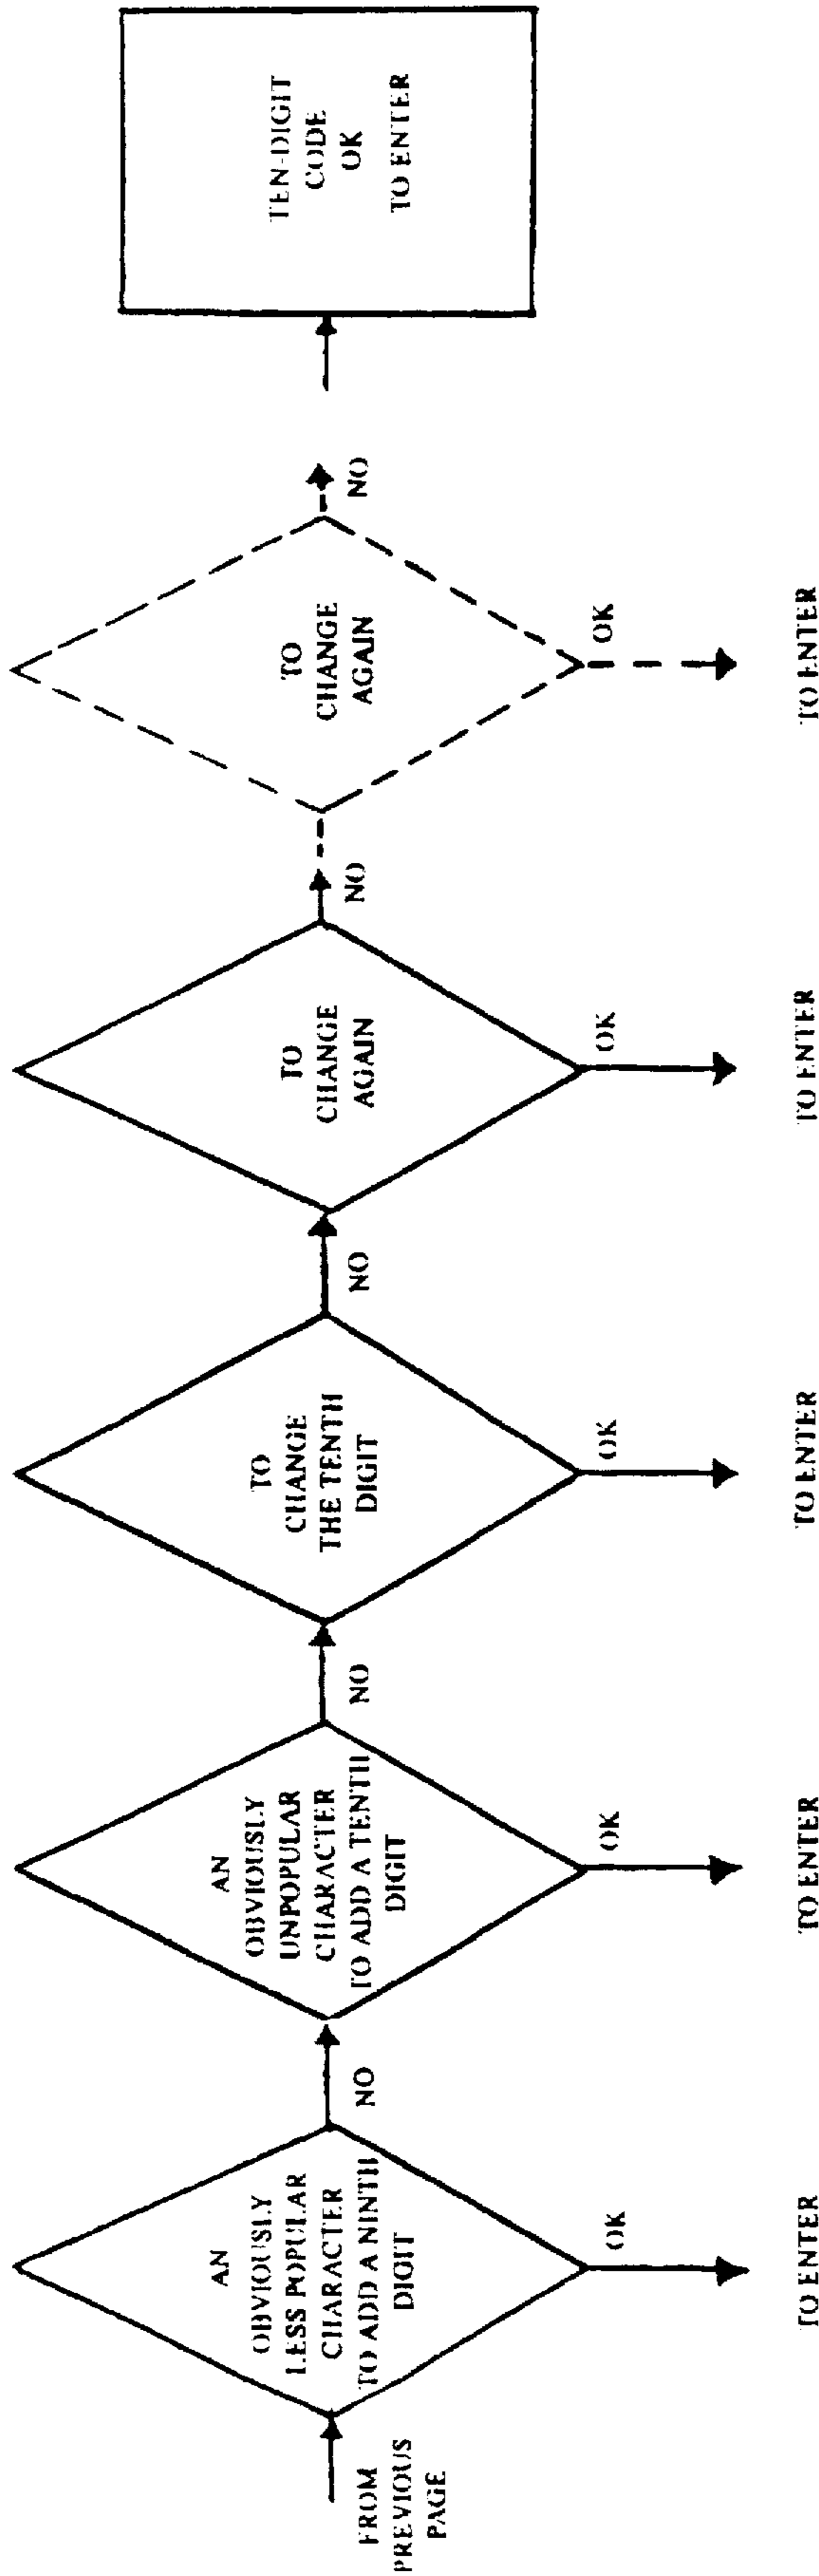 FROM
PREVIOUS
PAGE
AN
OBVIOUSLY
LESS POPULAR
CHARACTER
TO ADD A NINTH
DIGIT
NO
OK
TO ENTER
AN
OBVIOUSLY
UNPOPULAR
CHARACTER
TO ADD A TENTH
DIGIT
NO
OK
TO ENTER
TO
CHANGE
THE TENTH
DIGIT
NO
OK
TO ENTER
TO
CHANGE
AGAIN
NO
OK
TO ENTER
TO
CHANGE
AGAIN
NO
OK
TO ENTER
TEN-DIGIT
CODE
OK
TO ENTER